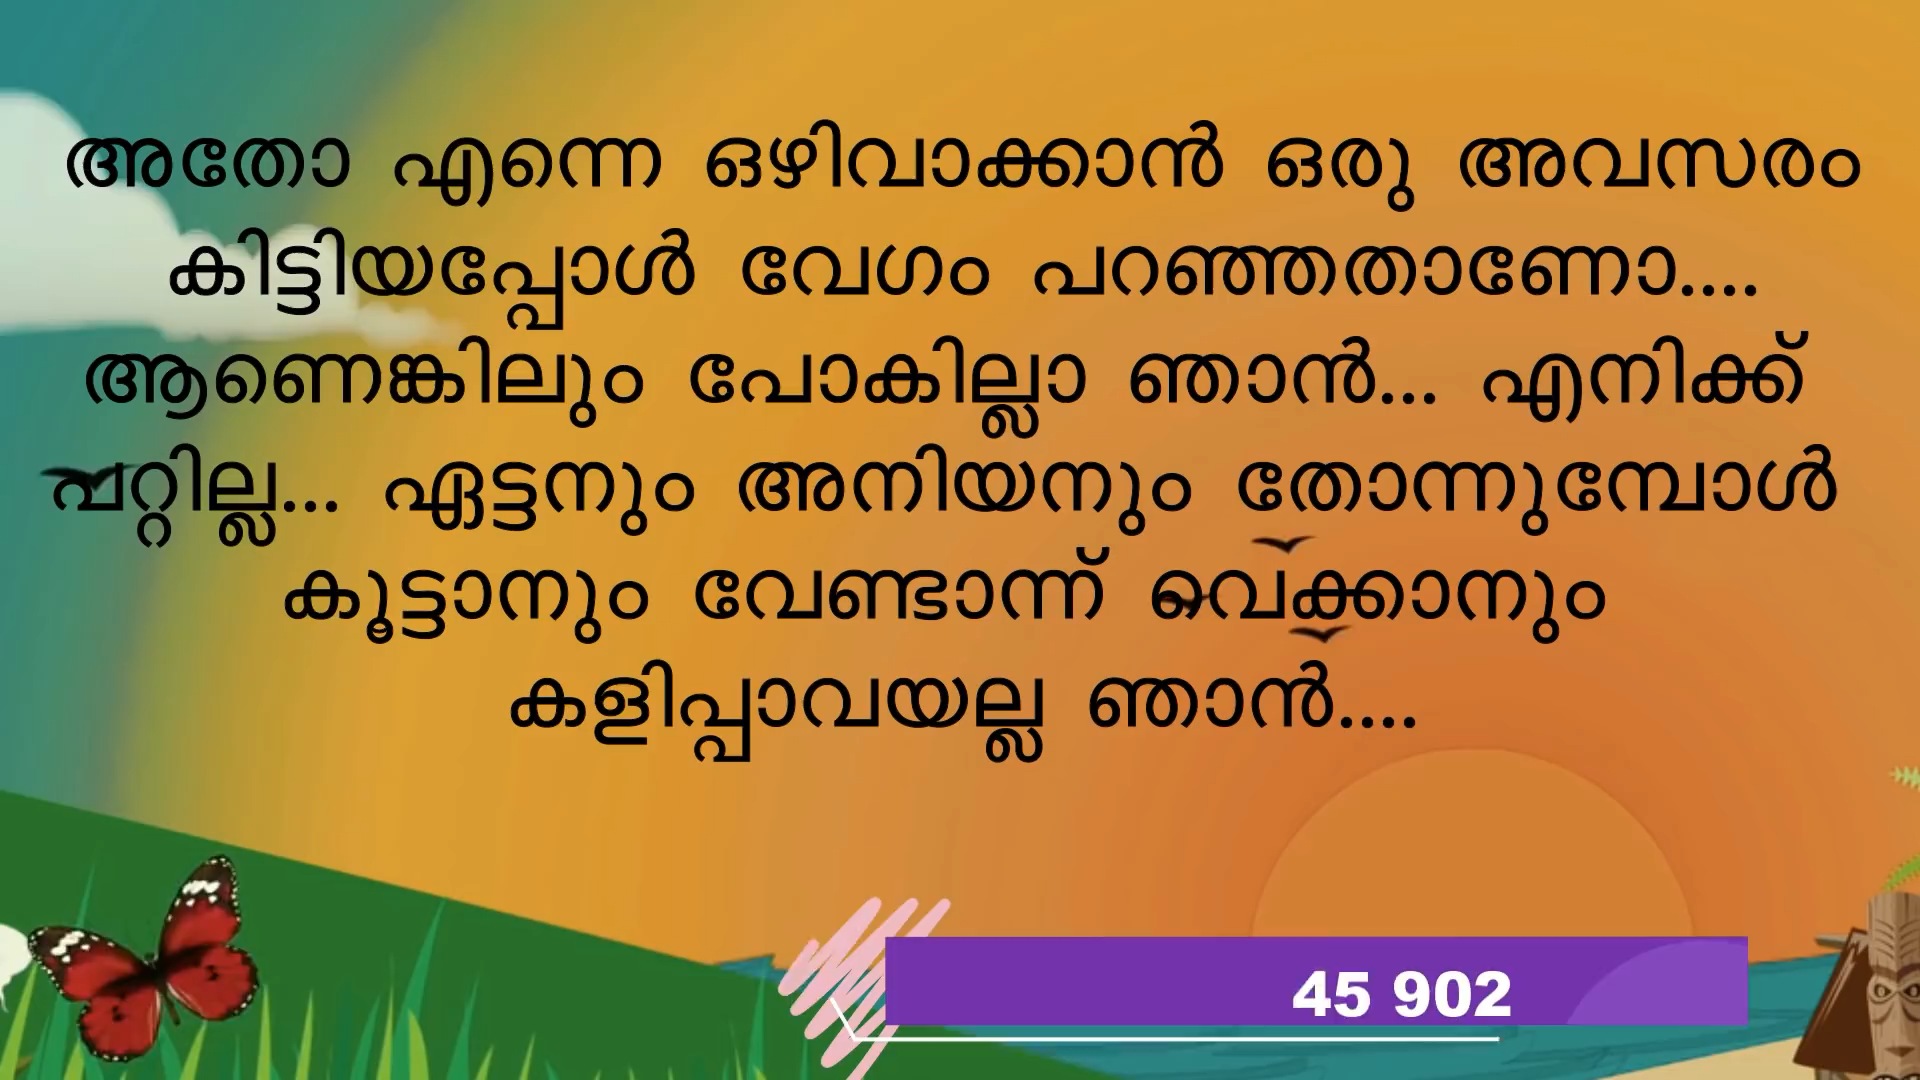 അതോ എന്നെ ഒഴിവാക്കാൻ ഒരു അവസരം
കിട്ടിയപ്പോൾ വേഗം പറഞ്ഞതാണോ....
ആണെങ്കിലും പോകില്ലാ ഞാൻ... എനിക്ക്
പറ്റില്ല... ഏട്ടനും അനിയനും തോന്നുമ്പോൾ
കൂട്ടാനും വേണ്ടാന്ന് വെക്കാനും
കളിപ്പാവയല്ല ഞാൻ....
45 902